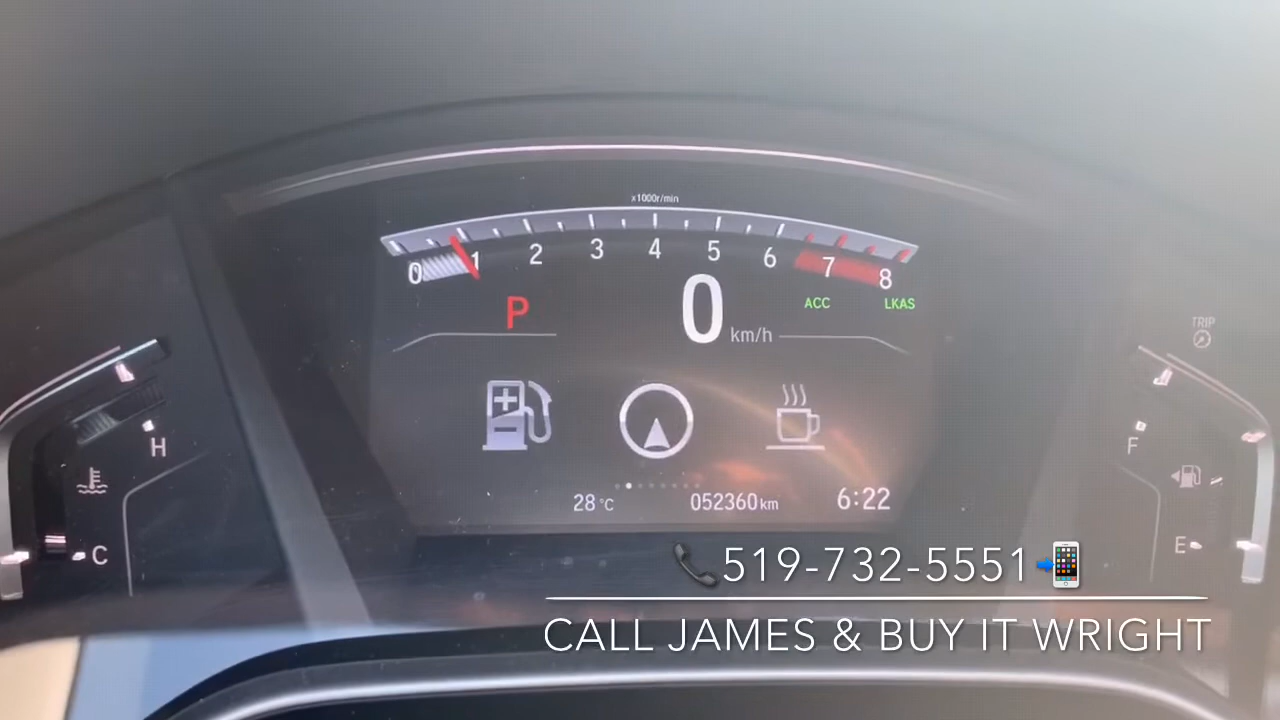 x1000r/min
0 1 2 3 4 5 6 7 8
P 0 km/h ACC LKAS
TRIP
H
F
C
E
28°C 052360km 6:22
519-732-5551
CALL JAMES & BUY IT WRIGHT